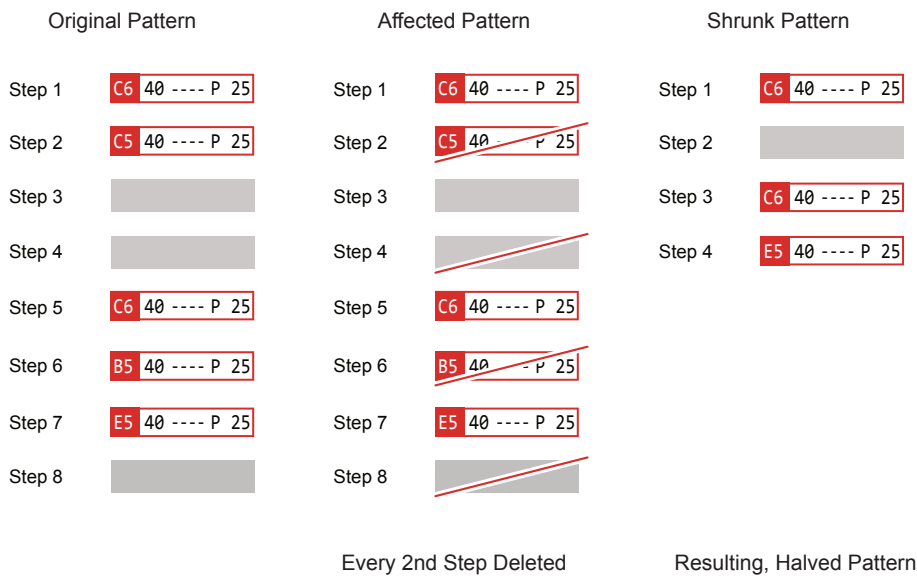 Original Pattern Affected Pattern Shrunk Pattern
Step 1 C6 40 ---- P 25 Step 1 C6 40 ---- P 25 Step 1 C6 40 ---- P 25
Step 2 C5 40 ---- P 25 Step 2 C5 40 ---- P 25 Step 2
Step 3 Step 3 Step 3 C6 40 ---- P 25
Step 4 Step 4 Step 4 E5 40 ---- P 25
Step 5 C6 40 ---- P 25 Step 5 C6 40 ---- P 25
Step 6 B5 40 ---- P 25 Step 6 B5 40 ---- P 25
Step 7 E5 40 ---- P 25 Step 7 E5 40 ---- P 25
Step 8 Step 8
Every 2nd Step Deleted Resulting, Halved Pattern